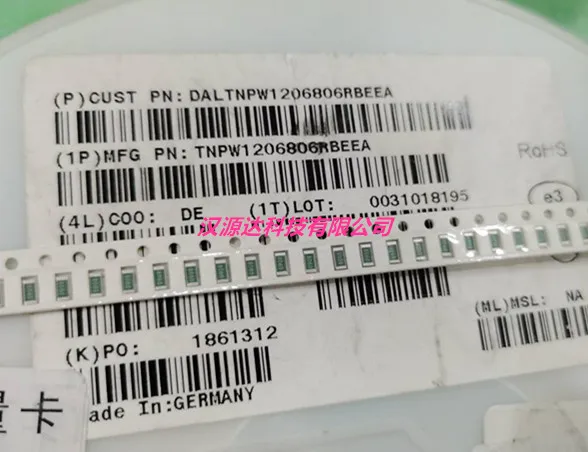 (P)CUST PN: DALTNPW1206806RBEEA
(1P)MFG PN: TNPW1206806RBEEA
RoHS
(4L)COO: DE (1T)LOT: 0031018195
e3
汉源达科技有限公司
(ML)MSL: NA
(K)PO: 1861312
ade In:GERMANY
量卡